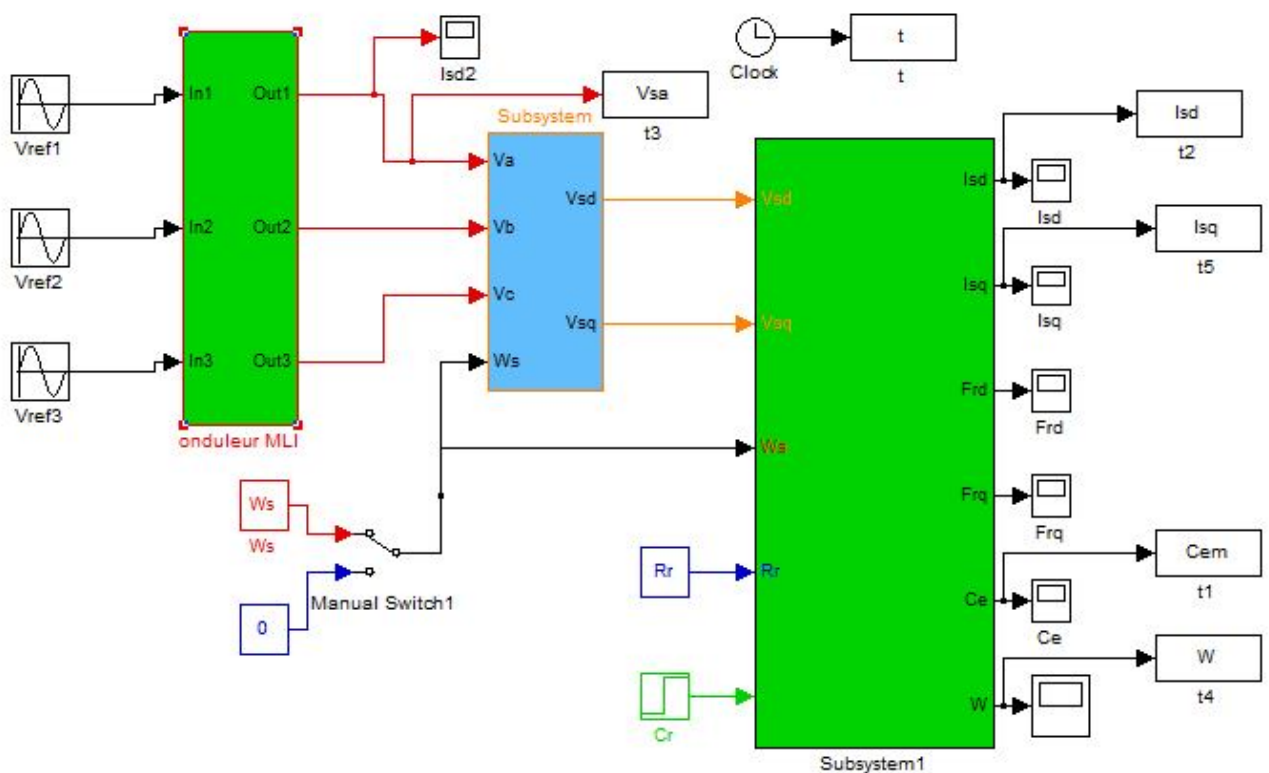 Vref1
Vref2
Vref3
In1
Out1
In2
Out2
In3
Out3
onduleur MLI
Isd2
Vsa
t3
Clock
t
t
Subsystem
Va
Vb
Vc
Ws
Vsd
Vsq
Ws
Ws
0
Manual Switch1
Rr
Cr
Vsd
Vsq
Ws
Rr
Isd
Isq
Frd
Frq
Ce
W
Subsystem1
Isd
t2
Isd
Isq
t5
Isq
Frd
Frq
Cem
t1
Ce
W
t4